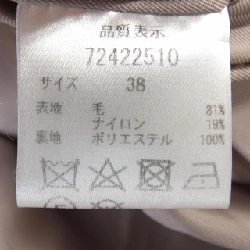 品質表示
72422510
サイズ 38
表地 毛 81%
ナイロン 19%
裏地 ポリエステル 100%